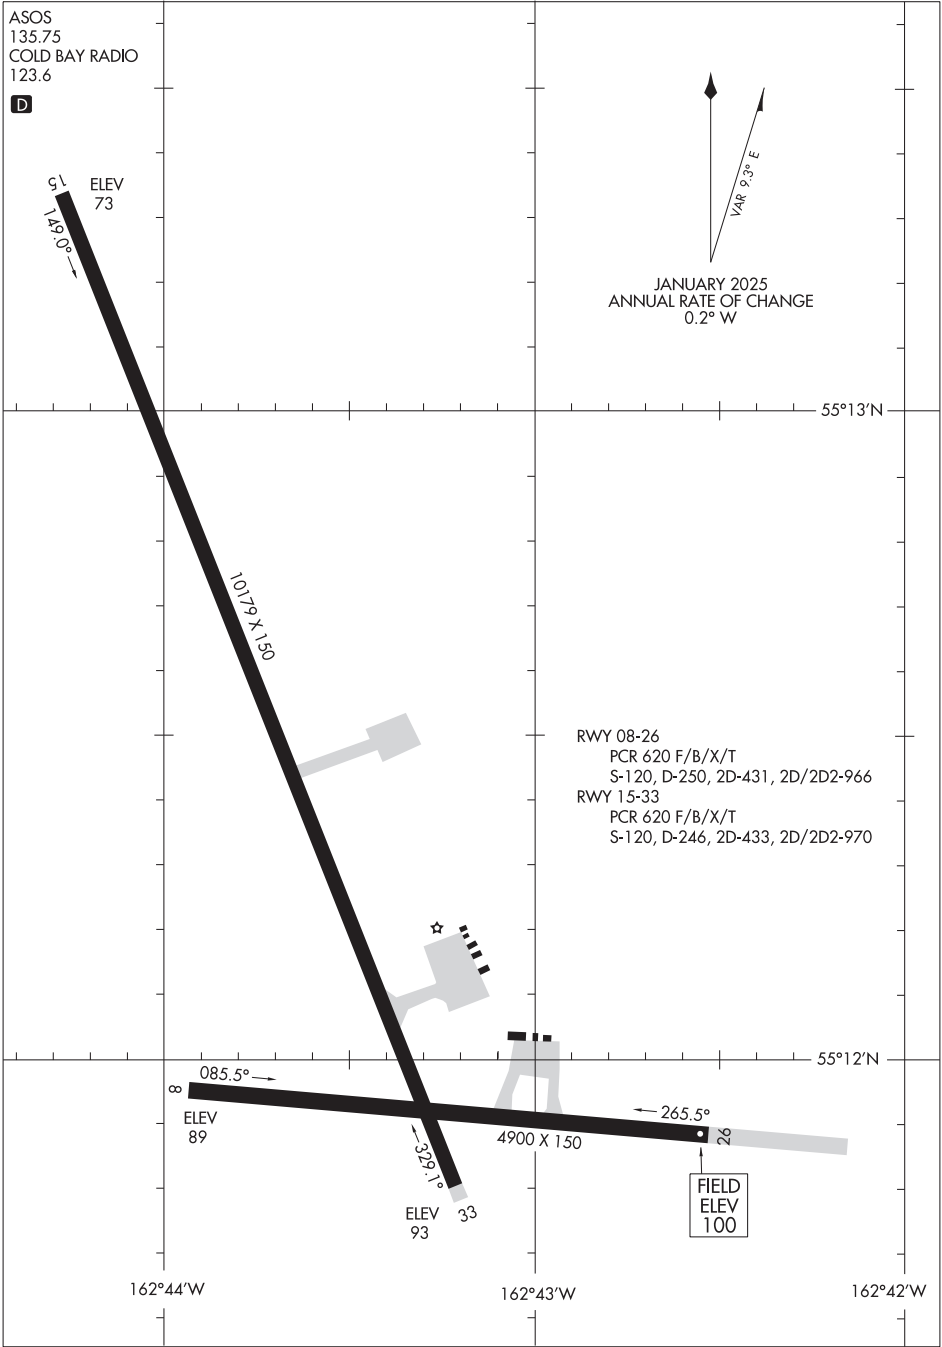 ASOS
135.75
COLD BAY RADIO
123.6
D
15
ELEV
73
149.0°
VAR 9.3° E
JANUARY 2025
ANNUAL RATE OF CHANGE
0.2° W
55°13'N
10179 X 150
RWY 08-26
PCR 620 F/B/X/T
S-120, D-250, 2D-431, 2D/2D2-966
RWY 15-33
PCR 620 F/B/X/T
S-120, D-246, 2D-433, 2D/2D2-970
55°12'N
8
085.5°
ELEV
89
4900 X 150
265.5°
26
329.1°
ELEV
93
33
FIELD
ELEV
100
162°44'W
162°43'W
162°42'W